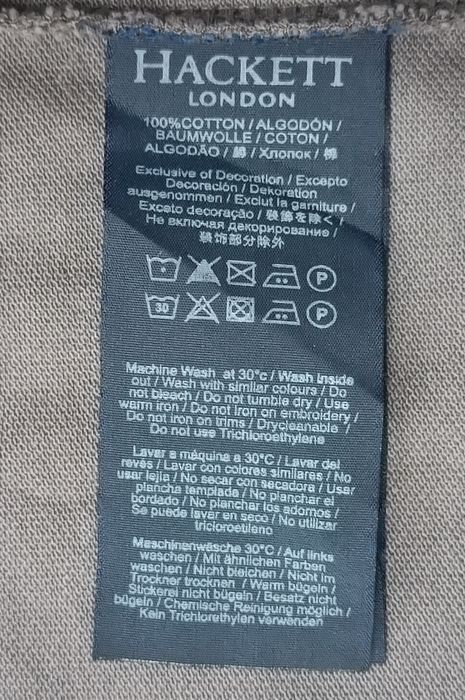 HACKETT
LONDON
100%COTTON / ALGODÓN /
BAUMWOLLE / COTON /
ALGODÃO / 綿 / Хлопок / 棉
Exclusive of Decoration / Excepto
Decoración / Dekoration
ausgenommen / Exclut la garniture /
Exceto decoração / 装飾を除く /
Не включая декорирование /
装饰部分除外
P
30 P
Machine Wash at 30°c / Wash Inside
out / Wash with similar colours / Do
not bleach / Do not tumble dry / Use
warm iron / Do not Iron on embroidery /
Do not iron on trims / Drycleanable /
Do not use Trichloroethylene
Lavar a máquina a 30°C / Lavar del
revés / Lavar con colores similares / No
usar lejía / No secar con secadora / Usar
plancha templada / No planchar el
bordado / No planchar los adornos /
Se puede lavar en seco / No utilizar
tricloroetileno
Maschinenwäsche 30°C / Auf links
waschen / Mit ähnlichen Farben
waschen / Nicht bleichen / Nicht im
Trockner trocknen / Warm bügeln /
Stickerei nicht bügeln / Besatz nicht
bügeln / Chemische Reinigung möglich /
Kein Trichlorethylen verwenden